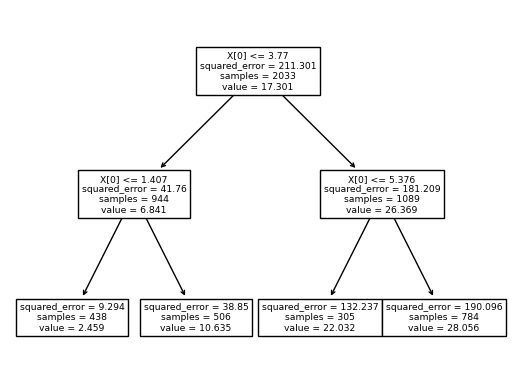 X[0] <= 3.77
squared_error = 211.301
samples = 2033
value = 17.301
X[0] <= 1.407
squared_error = 41.76
samples = 944
value = 6.841
X[0] <= 5.376
squared_error = 181.209
samples = 1089
value = 26.369
squared_error = 9.294
samples = 438
value = 2.459
squared_error = 38.85
samples = 506
value = 10.635
squared_error = 132.237
samples = 305
value = 22.032
squared_error = 190.096
samples = 784
value = 28.056